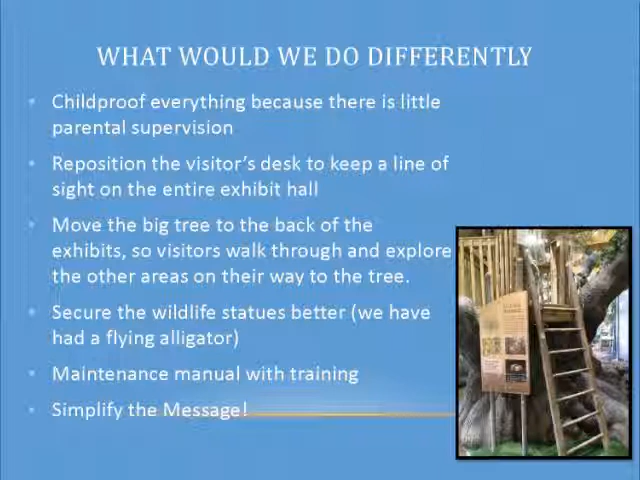 WHAT WOULD WE DO DIFFERENTLY
• Childproof everything because there is little
parental supervision
• Reposition the visitor's desk to keep a line of
sight on the entire exhibit hall
• Move the big tree to the back of the
exhibits, so visitors walk through and explore
the other areas on their way to the tree.
• Secure the wildlife statues better (we have
had a flying alligator)
• Maintenance manual with training
• Simplify the Message!